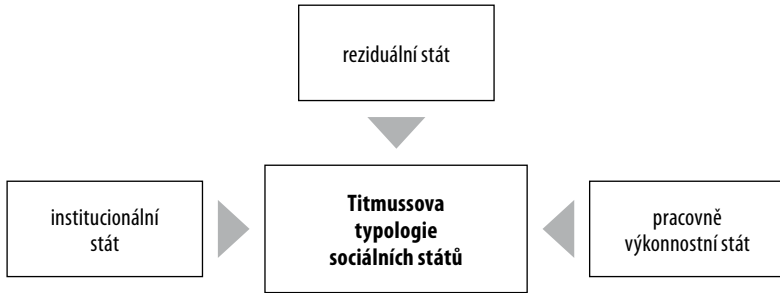 reziduální stát
institucionální
stát
Titmussova
typologie
sociálních států
pracovně
výkonnostní stát